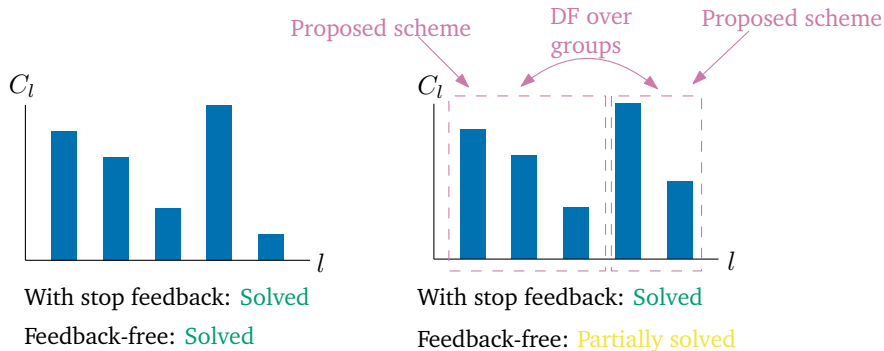 Proposed scheme
DF over
groups
Proposed scheme
C_l
l
With stop feedback: Solved
Feedback-free: Solved
C_l
l
With stop feedback: Solved
Feedback-free: Partially solved